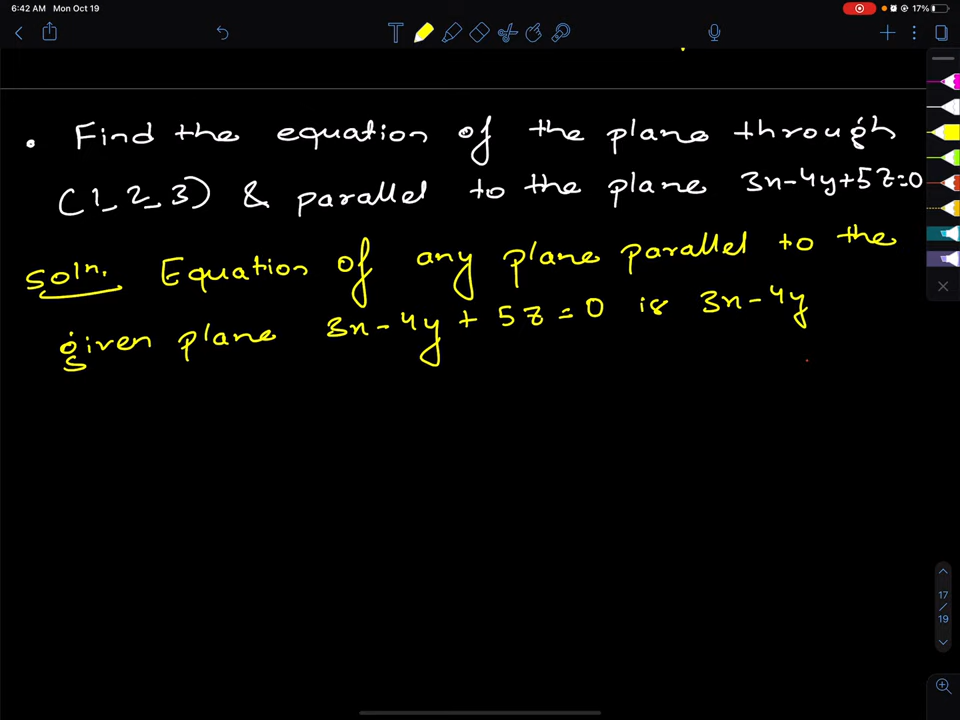 6:42 AM Mon Oct 19
17%
. Find the equation of the plane through
(1, 2, 3) & parallel to the plane 3x-4y+5z=0
Soln. Equation of any plane parallel to the
given plane 3x-4y+5z=0 is 3x-4y
17
/
19